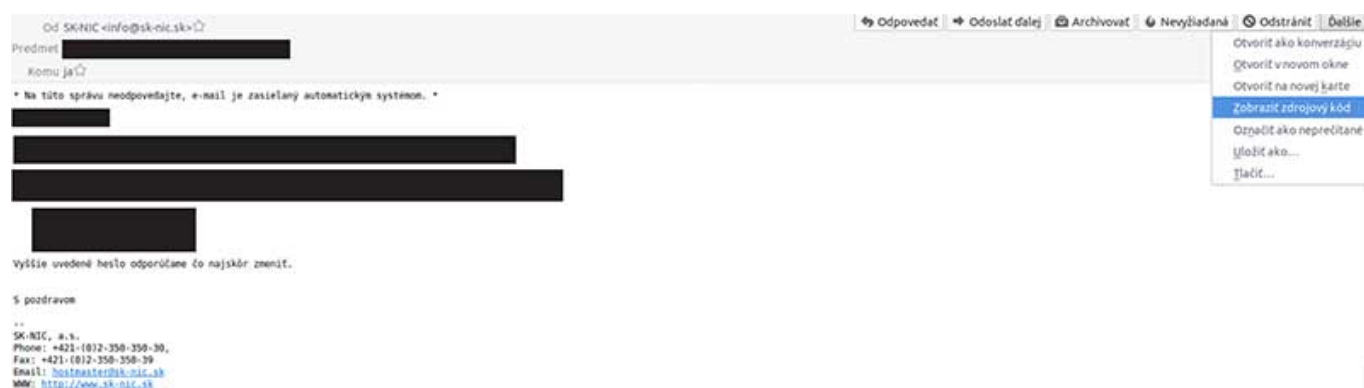 Od SK-NIC <info@sk-nic.sk>
Odpovedať Odoslať ďalej Archivovať Nevyžiadaná Odstrániť Ďalšie
Predmet
Komu ja
Otvoriť ako konverzáciu
Otvoriť v novom okne
Otvoriť na novej karte
Zobraziť zdrojový kód
Označiť ako neprečítané
Uložiť ako...
Tlačiť...
* Na túto správu neodpovedajte, e-mail je zasielaný automatickým systémom. *
Vyššie uvedené heslo odporúčame čo najskôr zmeniť.
S pozdravom
--
SK-NIC, a.s.
Phone: +421-(0)2-350-350-30,
Fax: +421-(0)2-350-350-39
Email: hostmaster@sk-nic.sk
WWW: http://www.sk-nic.sk